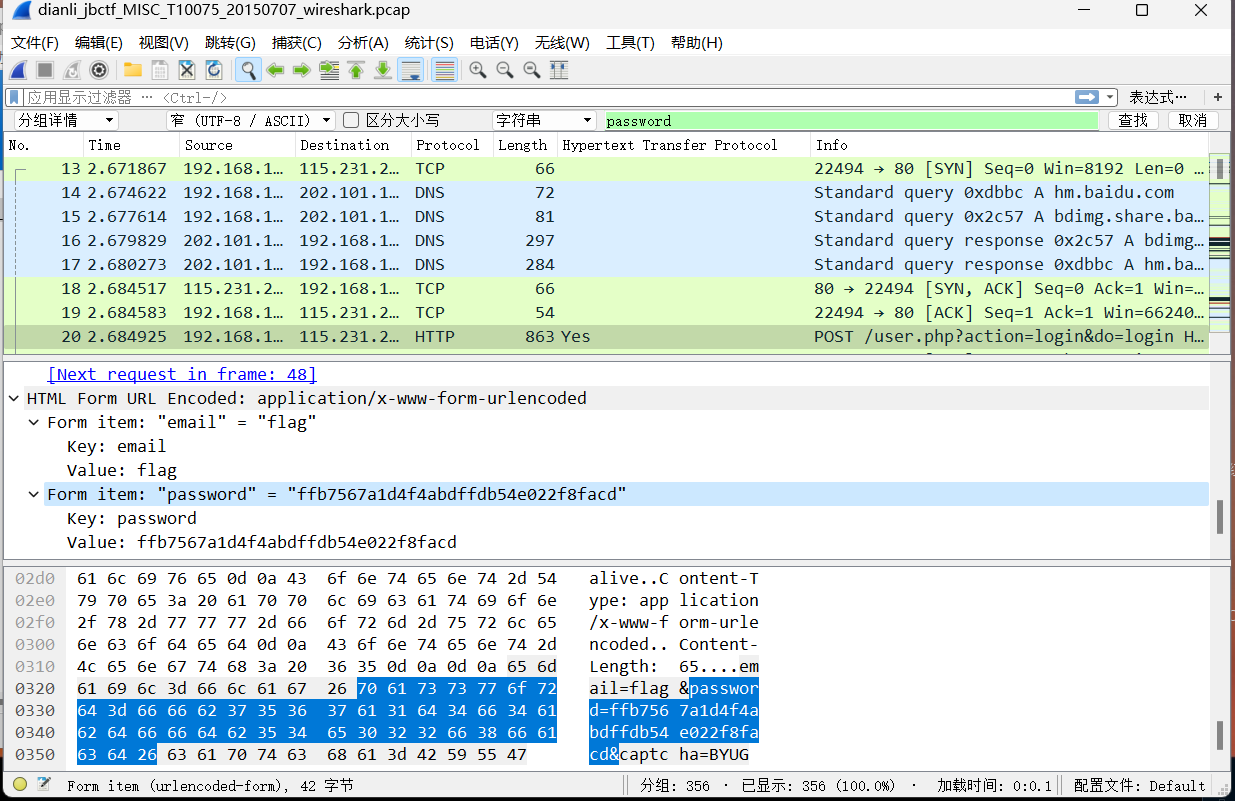 dianli_jbctf_MISC_T10075_20150707_wireshark.pcap
文件(F) 编辑(E) 视图(V) 跳转(G) 捕获(C) 分析(A) 统计(S) 电话(Y) 无线(W) 工具(T) 帮助(H)
应用显示过滤器 … <Ctrl-/> 表达式… +
分组详情 窄 (UTF-8 / ASCII) 区分大小写 字符串 password 查找 取消
No. Time Source Destination Protocol Length Hypertext Transfer Protocol Info
13 2.671867 192.168.1… 115.231.2… TCP 66 22494 → 80 [SYN] Seq=0 Win=8192 Len=0 …
14 2.674622 192.168.1… 202.101.1… DNS 72 Standard query 0xdbbc A hm.baidu.com
15 2.677614 192.168.1… 202.101.1… DNS 81 Standard query 0x2c57 A bdimg.share.ba…
16 2.679829 202.101.1… 192.168.1… DNS 297 Standard query response 0x2c57 A bdimg…
17 2.680273 202.101.1… 192.168.1… DNS 284 Standard query response 0xdbbc A hm.ba…
18 2.684517 115.231.2… 192.168.1… TCP 66 80 → 22494 [SYN, ACK] Seq=0 Ack=1 Win=…
19 2.684583 192.168.1… 115.231.2… TCP 54 22494 → 80 [ACK] Seq=1 Ack=1 Win=66240…
20 2.684925 192.168.1… 115.231.2… HTTP 863 Yes POST /user.php?action=login&do=login H…
[Next request in frame: 48]
HTML Form URL Encoded: application/x-www-form-urlencoded
Form item: "email" = "flag"
Key: email
Value: flag
Form item: "password" = "ffb7567a1d4f4abdffdb54e022f8facd"
Key: password
Value: ffb7567a1d4f4abdffdb54e022f8facd
02d0 61 6c 69 76 65 0d 0a 43 6f 6e 74 65 6e 74 2d 54 alive..C ontent-T
02e0 79 70 65 3a 20 61 70 70 6c 69 63 61 74 69 6f 6e ype: app lication
02f0 2f 78 2d 77 77 77 2d 66 6f 72 6d 2d 75 72 6c 65 /x-www-f orm-urle
0300 6e 63 6f 64 65 64 0d 0a 43 6f 6e 74 65 6e 74 2d ncoded.. Content-
0310 4c 65 6e 67 74 68 3a 20 36 35 0d 0a 0d 0a 65 6d Length: 65....em
0320 61 69 6c 3d 66 6c 61 67 26 70 61 73 73 77 6f 72 ail=flag &passwor
0330 64 3d 66 66 62 37 35 36 37 61 31 64 34 66 34 61 d=ffb756 7a1d4f4a
0340 62 64 66 66 64 62 35 34 65 30 32 32 66 38 66 61 bdffdb54 e022f8fa
0350 63 64 26 63 61 70 74 63 68 61 3d 42 59 55 47 cd&captc ha=BYUG
Form item (urlencoded-form), 42 字节 分组: 356 · 已显示: 356 (100.0%) · 加载时间: 0:0.1 配置文件: Default